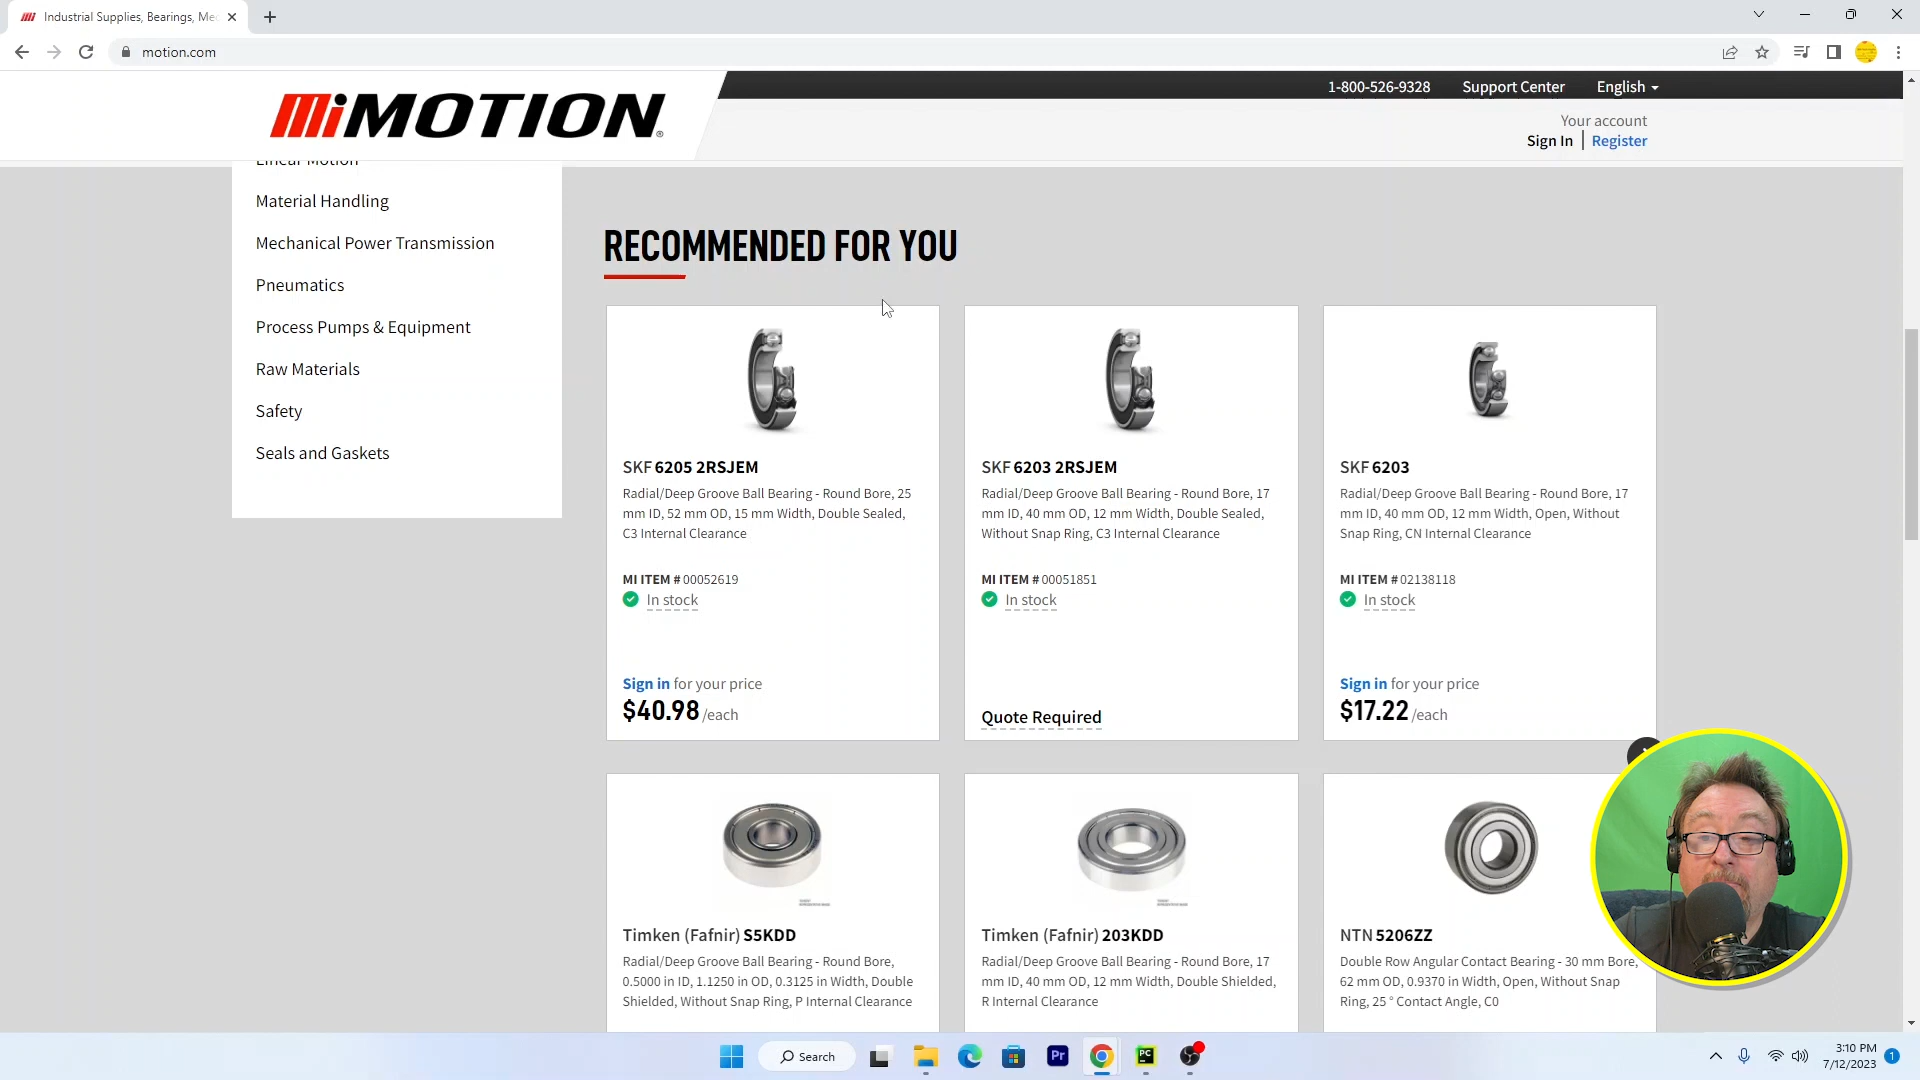 Industrial Supplies, Bearings, Mec
motion.com
MiMOTION®
1-800-526-9328
Support Center
English
Your account
Sign In | Register
Linear Motion
Material Handling
Mechanical Power Transmission
Pneumatics
Process Pumps & Equipment
Raw Materials
Safety
Seals and Gaskets
RECOMMENDED FOR YOU
SKF 6205 2RSJEM
Radial/Deep Groove Ball Bearing - Round Bore, 25
mm ID, 52 mm OD, 15 mm Width, Double Sealed,
C3 Internal Clearance
MI ITEM # 00052619
In stock
Sign in for your price
$40.98 /each
SKF 6203 2RSJEM
Radial/Deep Groove Ball Bearing - Round Bore, 17
mm ID, 40 mm OD, 12 mm Width, Double Sealed,
Without Snap Ring, C3 Internal Clearance
MI ITEM # 00051851
In stock
Quote Required
SKF 6203
Radial/Deep Groove Ball Bearing - Round Bore, 17
mm ID, 40 mm OD, 12 mm Width, Open, Without
Snap Ring, CN Internal Clearance
MI ITEM # 02138118
In stock
Sign in for your price
$17.22 /each
Timken (Fafnir) S5KDD
Radial/Deep Groove Ball Bearing - Round Bore,
0.5000 in ID, 1.1250 in OD, 0.3125 in Width, Double
Shielded, Without Snap Ring, P Internal Clearance
Timken (Fafnir) 203KDD
Radial/Deep Groove Ball Bearing - Round Bore, 17
mm ID, 40 mm OD, 12 mm Width, Double Shielded,
R Internal Clearance
NTN 5206ZZ
Double Row Angular Contact Bearing - 30 mm Bore,
62 mm OD, 0.9370 in Width, Open, Without Snap
Ring, 25 ° Contact Angle, C0
Search
Pr
PC
3:10 PM
7/12/2023
1